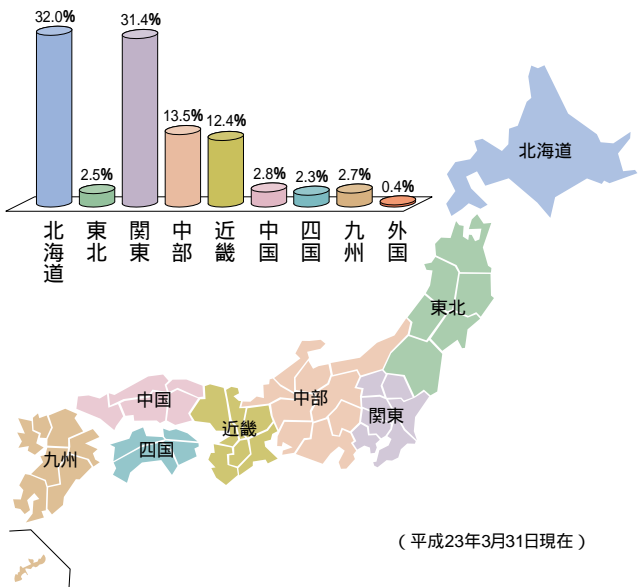 32.0%
2.5%
31.4%
13.5%
12.4%
2.8%
2.3%
2.7%
0.4%
北海道
東北
関東
中部
近畿
中国
四国
九州
外国
北海道
東北
中部
関東
中国
近畿
四国
九州
（平成23年3月31日現在）